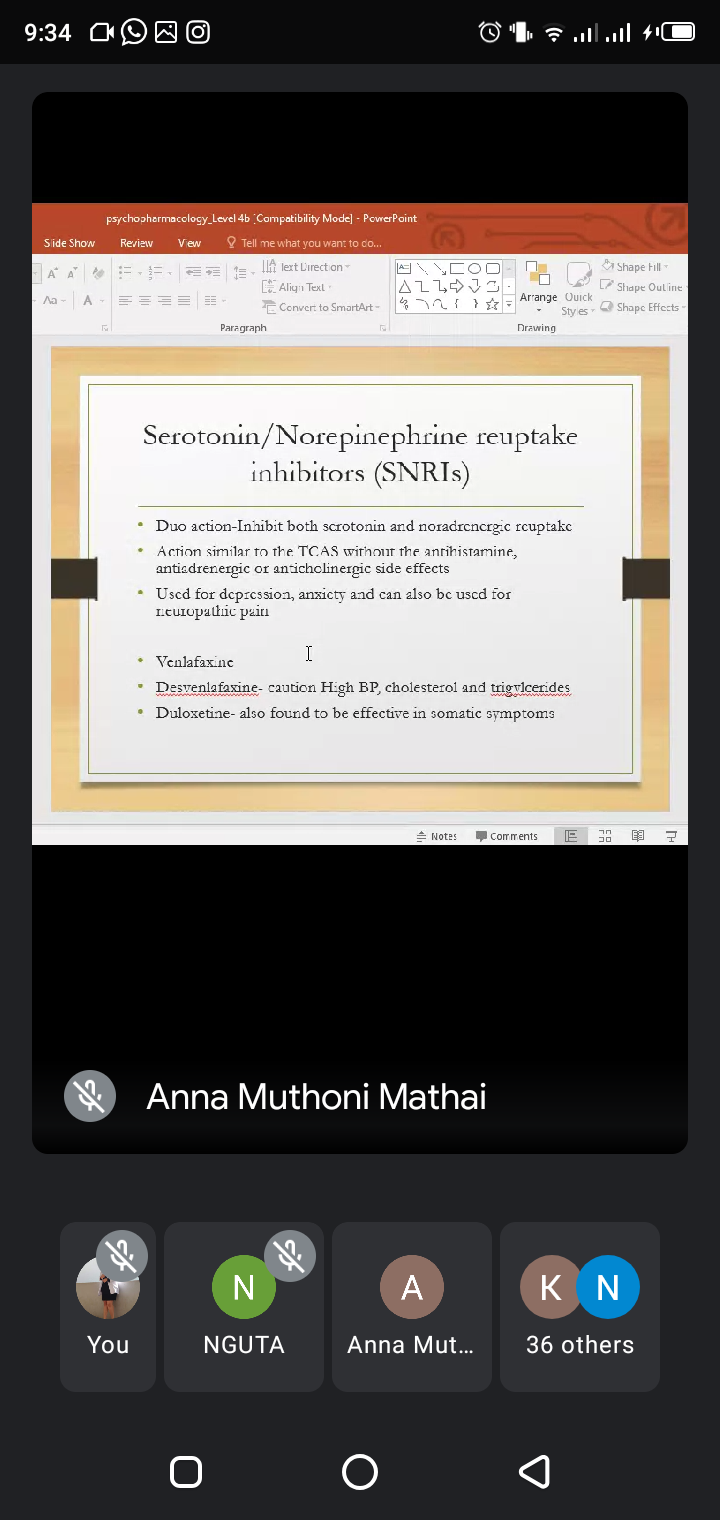 9:34
psychopharmacology_Level 4b [Compatibility Mode] - PowerPoint
Slide Show Review View Tell me what you want to do...
Text Direction
Align Text
Convert to SmartArt
Aa
A
Arrange
Quick
Styles
Shape Fill
Shape Outline
Shape Effects
Paragraph
Drawing
Serotonin/Norepinephrine reuptake
inhibitors (SNRIs)
• Duo action-Inhibit both serotonin and noradrenergic reuptake
• Action similar to the TCAS without the antihistamine,
antiadrenergic or anticholinergic side effects
• Used for depression, anxiety and can also be used for
neuropathic pain
• Venlafaxine
• Desvenlafaxine- caution High BP, cholesterol and trigylcerides
• Duloxetine- also found to be effective in somatic symptoms
Notes Comments
Anna Muthoni Mathai
N
A
K N
You
NGUTA
Anna Mut...
36 others